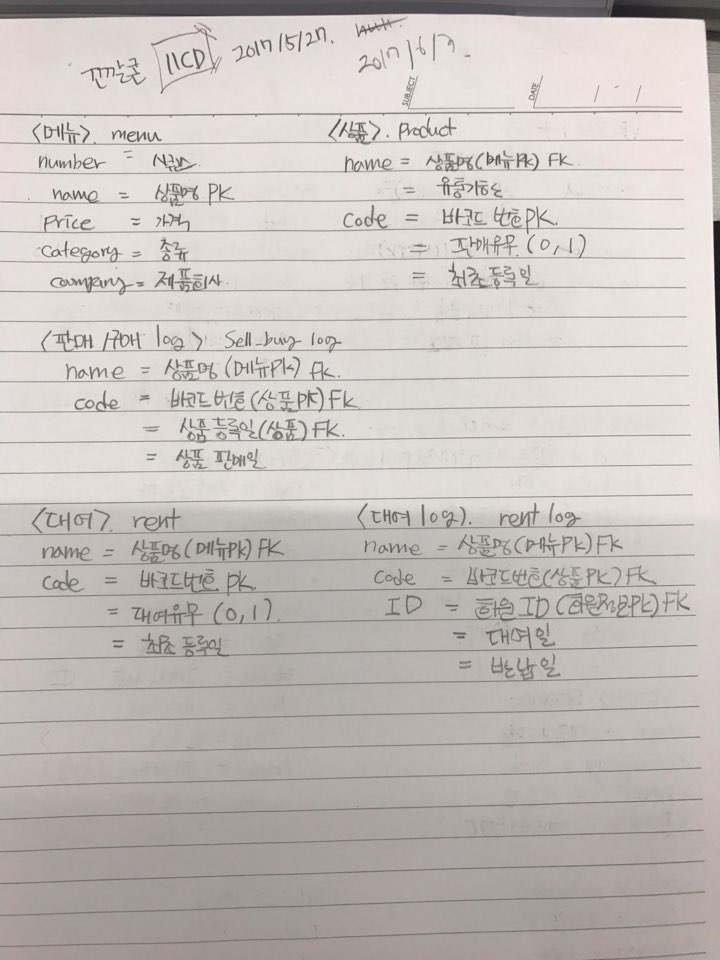 꼬깔콘 11CD 2017/5/27.
2017/6/7.
SUBJECT
DATE / · /
<메뉴>. menu
number = 시퀀스
name = 상품명 PK
Price = 가격
Category = 종류
company = 제품회사
<상품>. Product
name = 상품명(메뉴PK) FK
= 유통기한
code = 바코드 번호 PK.
= 판매유무 (0,1)
= 최초등록일
<판매/구매 log>. Sell_buy log
name = 상품명(메뉴PK) FK.
code = 바코드 번호(상품PK) FK
= 상품등록일(상품) FK.
= 상품 판매일
<대여>. rent
name = 상품명(메뉴PK) FK
code = 바코드번호 PK.
= 대여유무 (0,1)
= 최초 등록일
<대여 log>. rent log
name = 상품명(메뉴PK) FK
code = 바코드번호(상품PK) FK
ID = 회원 ID (회원정보PK) FK
= 대여일
= 반납일